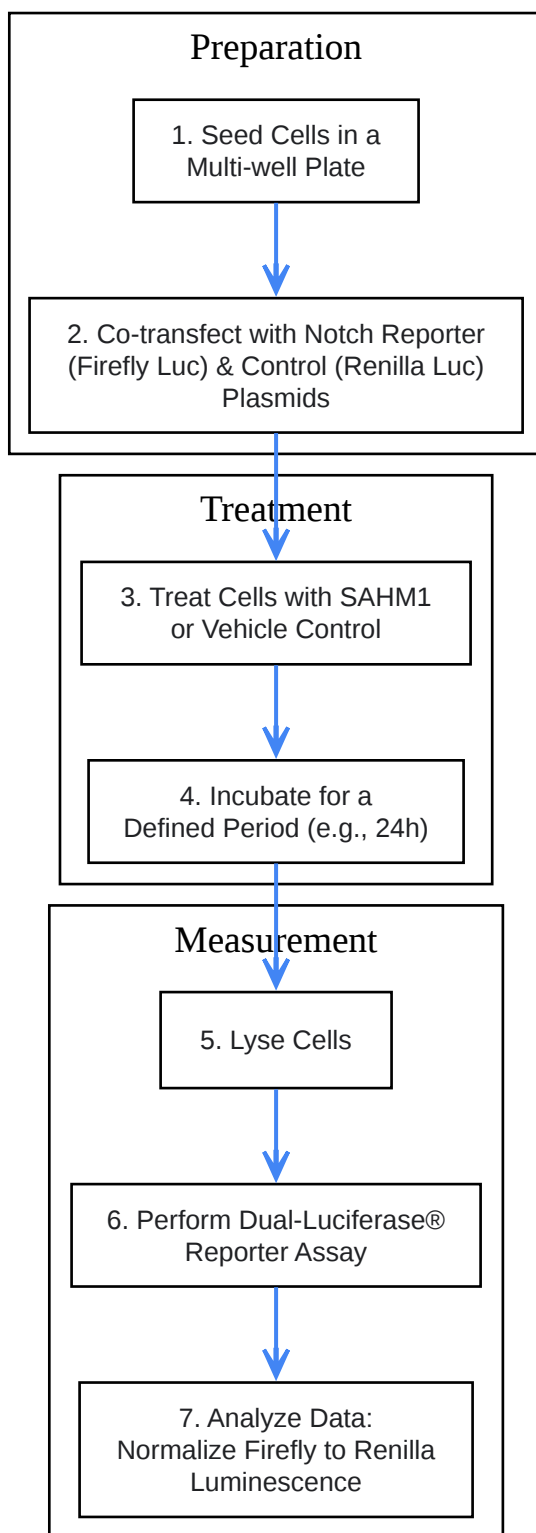 Preparation
1. Seed Cells in a
Multi-well Plate
2. Co-transfect with Notch Reporter
(Firefly Luc) & Control (Renilla Luc)
Plasmids
Treatment
3. Treat Cells with SAHM1
or Vehicle Control
4. Incubate for a
Defined Period (e.g., 24h)
Measurement
5. Lyse Cells
6. Perform Dual-Luciferase®
Reporter Assay
7. Analyze Data:
Normalize Firefly to Renilla
Luminescence